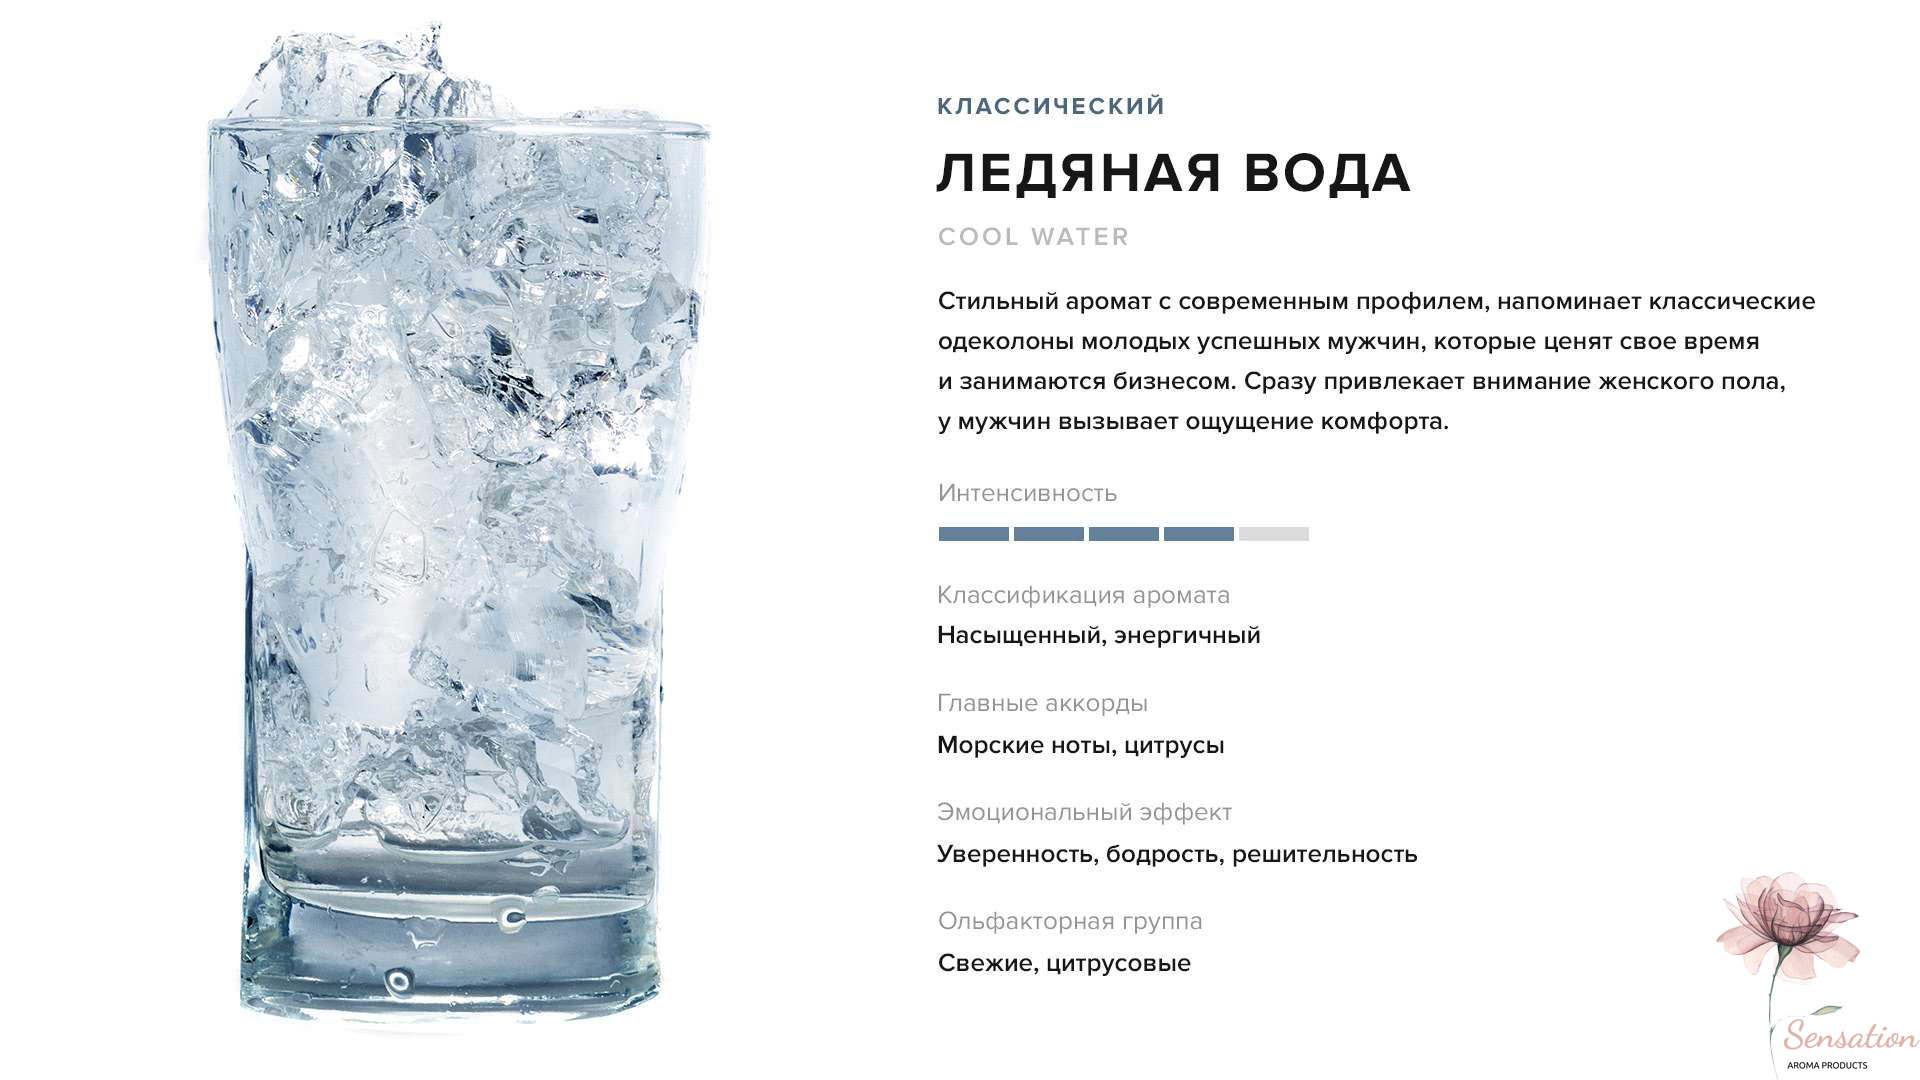 КЛАССИЧЕСКИЙ
ЛЕДЯНАЯ ВОДА
COOL WATER
Стильный аромат с современным профилем, напоминает классические
одеколоны молодых успешных мужчин, которые ценят свое время
и занимаются бизнесом. Сразу привлекает внимание женского пола,
у мужчин вызывает ощущение комфорта.
Интенсивность
Классификация аромата
Насыщенный, энергичный
Главные аккорды
Морские ноты, цитрусы
Эмоциональный эффект
Уверенность, бодрость, решительность
Ольфакторная группа
Свежие, цитрусовые
Sensation
AROMA PRODUCTS